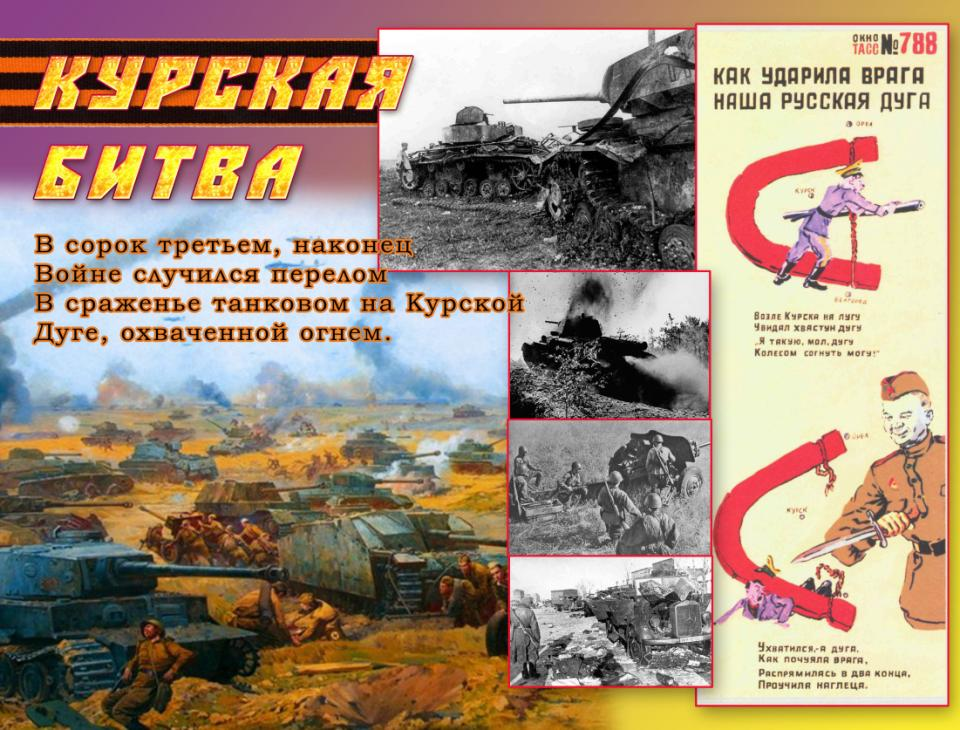 КУРСКАЯ
БИТВА
В сорок третьем, наконец
Войне случился перелом
В сраженье танковом на Курской
Дуге, охваченной огнем.
ОКНО
ТАСС №788
КАК УДАРИЛА ВРАГА
НАША РУССКАЯ ДУГА
ОРЕЛ
КУРСК
БЕЛГОРОД
ВОЗЛЕ КУРСКА НА ЛУГУ
УВИДАЛ ХВАСТУН ДУГУ
„Я ТАКУЮ, МОЛ, ДУГУ
КОЛЕСОМ СОГНУТЬ МОГУ!"
ОРЕЛ
КУРСК
УХВАТИЛСЯ,-А ДУГА,
КАК ПОЧУЯЛА ВРАГА,
РАСПРЯМИЛАСЬ В ДВА КОНЦА,
ПРОУЧИЛА НАГЛЕЦА.